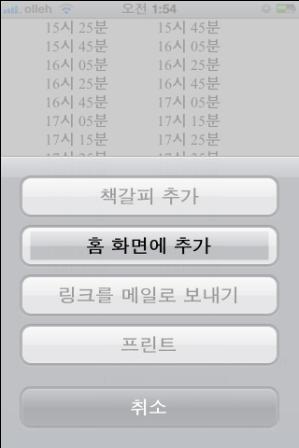 olleh 오전 1:54
15시 25분 15시 45분
15시 45분 16시 05분
16시 05분 16시 25분
16시 25분 16시 45분
16시 45분 17시 05분
17시 05분 17시 15분
17시 15분 17시 25분
책갈피 추가
홈 화면에 추가
링크를 메일로 보내기
프린트
취소